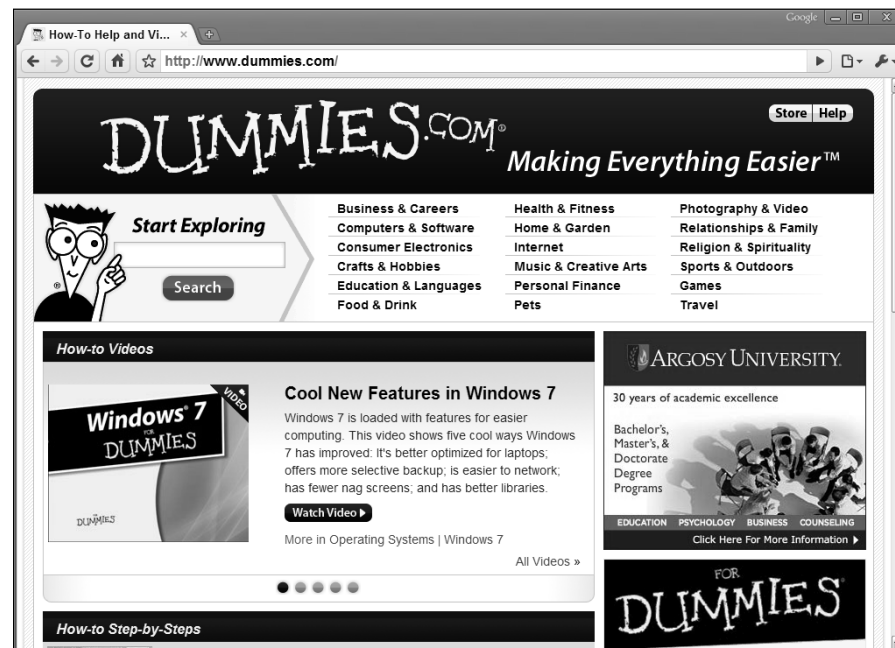 Google
How-To Help and Vi...
http://www.dummies.com/
DUMMIES.COM®
Store Help
Making Everything Easier™
Start Exploring
Search
®
Business & Careers
Computers & Software
Consumer Electronics
Crafts & Hobbies
Education & Languages
Food & Drink
Health & Fitness
Home & Garden
Internet
Music & Creative Arts
Personal Finance
Pets
Photography & Video
Relationships & Family
Religion & Spirituality
Sports & Outdoors
Games
Travel
How-to Videos
Windows® 7
FOR
DUMMIES
VIDEO
DUMMIES
Cool New Features in Windows 7
Windows 7 is loaded with features for easier
computing. This video shows five cool ways Windows
7 has improved: It's better optimized for laptops;
offers more selective backup; is easier to network;
has fewer nag screens; and has better libraries.
Watch Video
More in Operating Systems | Windows 7
All Videos »
ARGOSY UNIVERSITY.
30 years of academic excellence
Bachelor's,
Master's, &
Doctorate
Degree
Programs
EDUCATION PSYCHOLOGY BUSINESS COUNSELING
Click Here For More Information
FOR
DUMMIES®
How-to Step-by-Steps